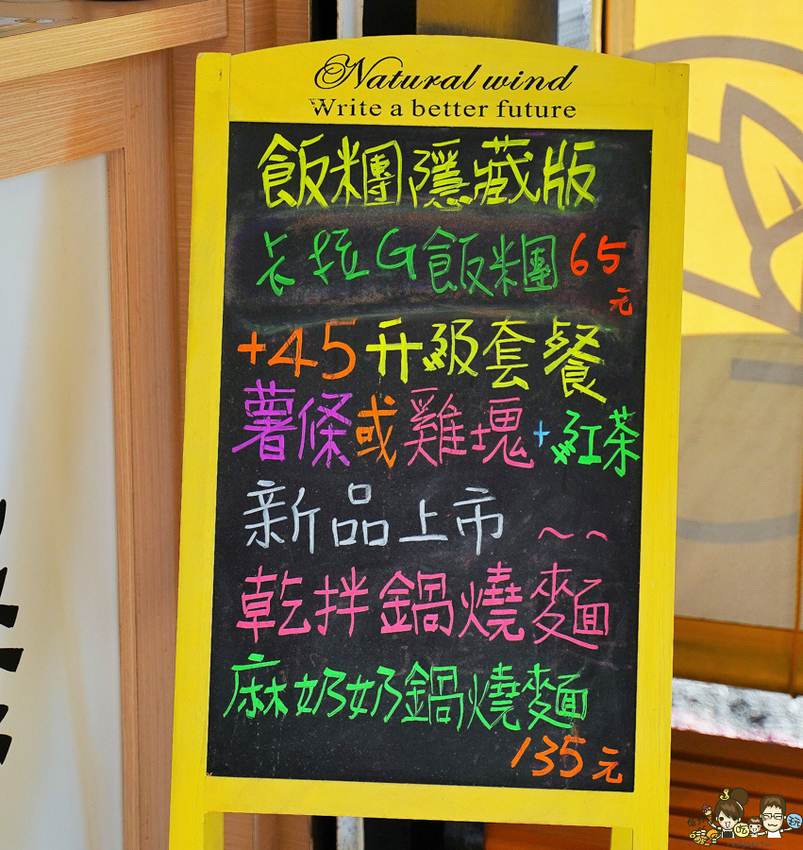 Natural wind
Write a better future
飯糰隱藏版
卡拉G飯糰65
元
+45升級套餐
薯條或雞塊+紅茶
新品上市~~
乾拌鍋燒麵
麻奶奶鍋燒麵
135元